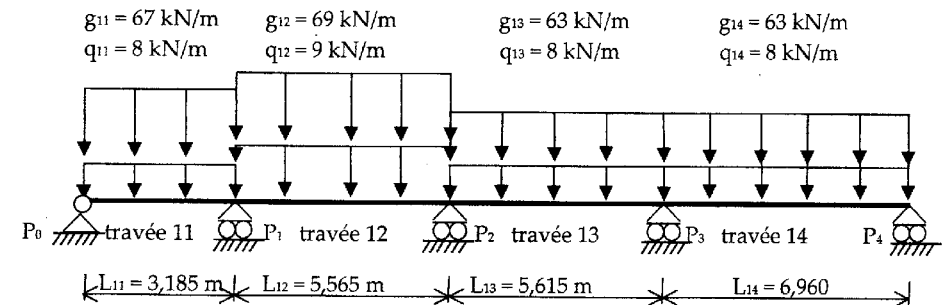 g11 = 67 kN/m g12 = 69 kN/m g13 = 63 kN/m g14 = 63 kN/m
q11 = 8 kN/m q12 = 9 kN/m q13 = 8 kN/m q14 = 8 kN/m
P0 travée 11 P1 travée 12 P2 travée 13 P3 travée 14 P4
L11 = 3,185 m L12 = 5,565 m L13 = 5,615 m L14 = 6,960